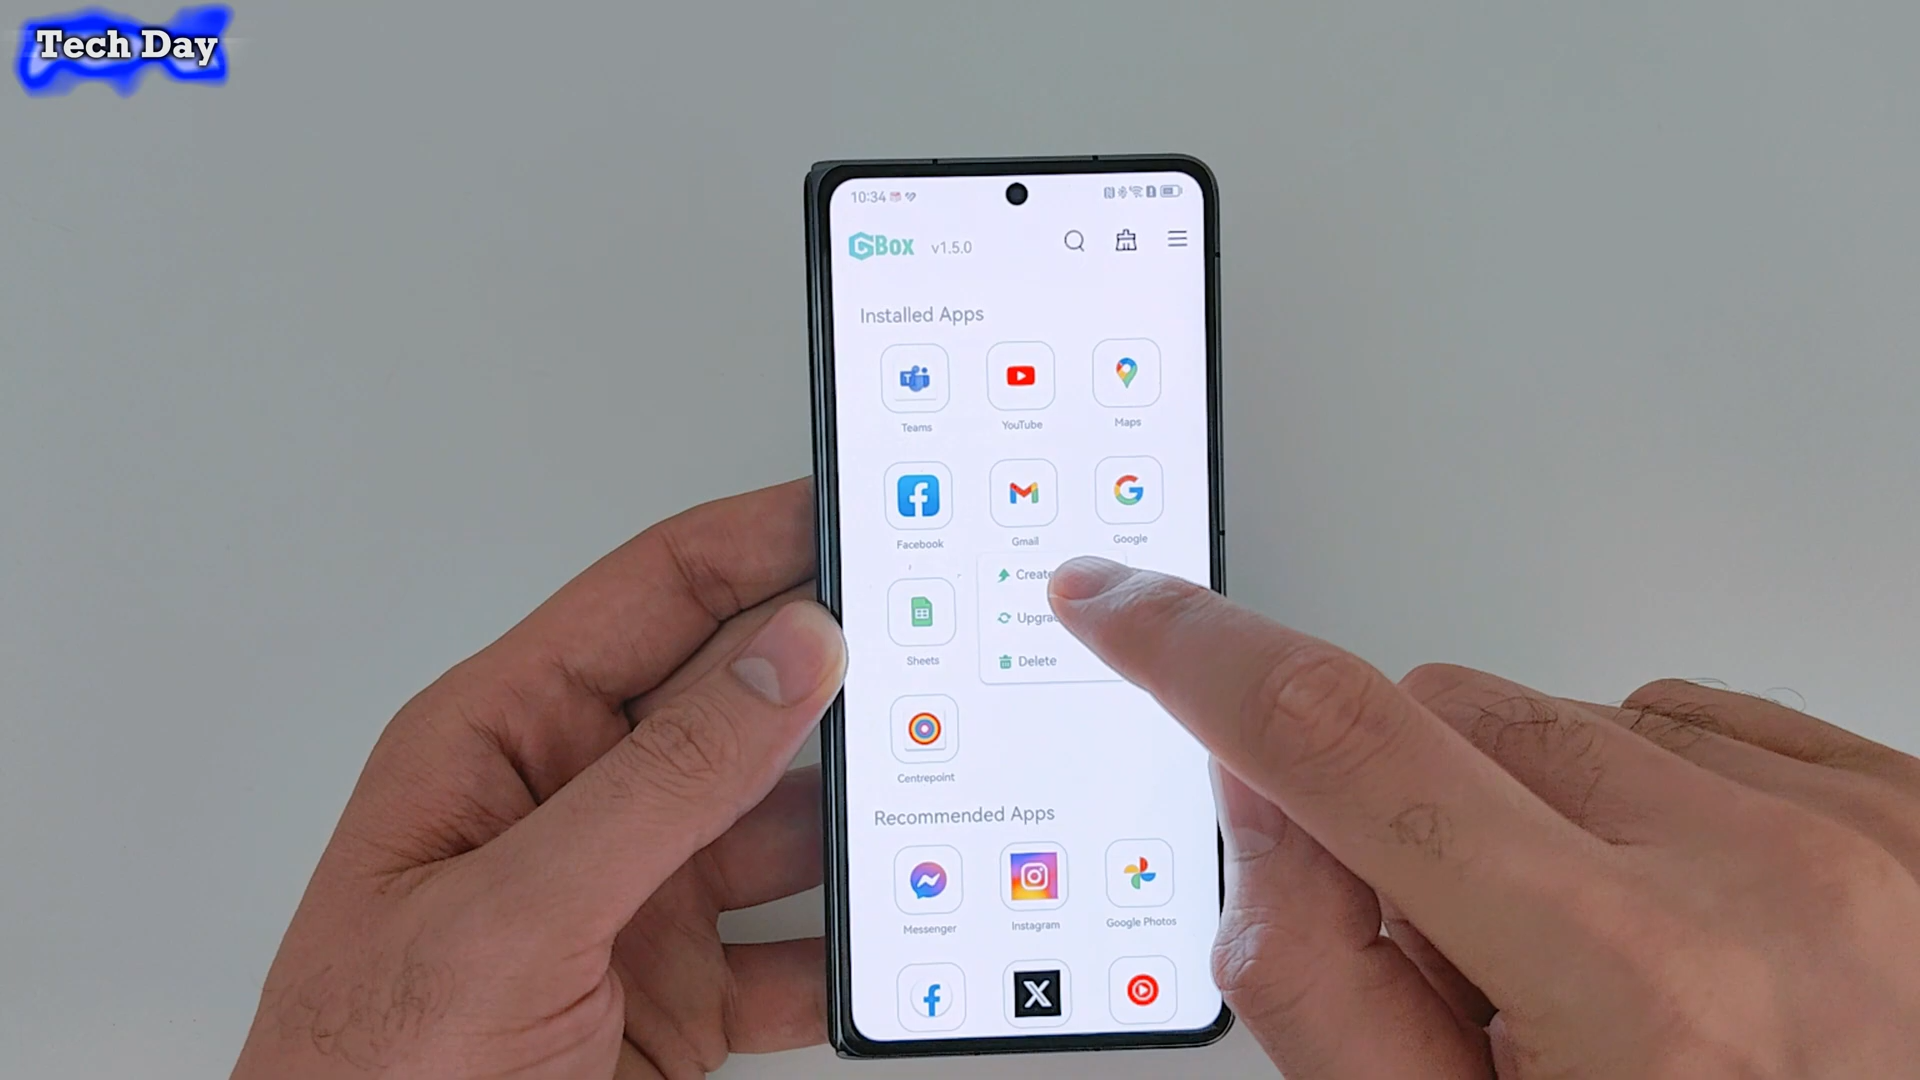 Tech Day
10:34
GBox v1.5.0
Installed Apps
Teams YouTube Maps
Facebook Gmail Google
Create
Sheets
Delete
Centrepoint
Recommended Apps
Messenger Instagram Google Photos